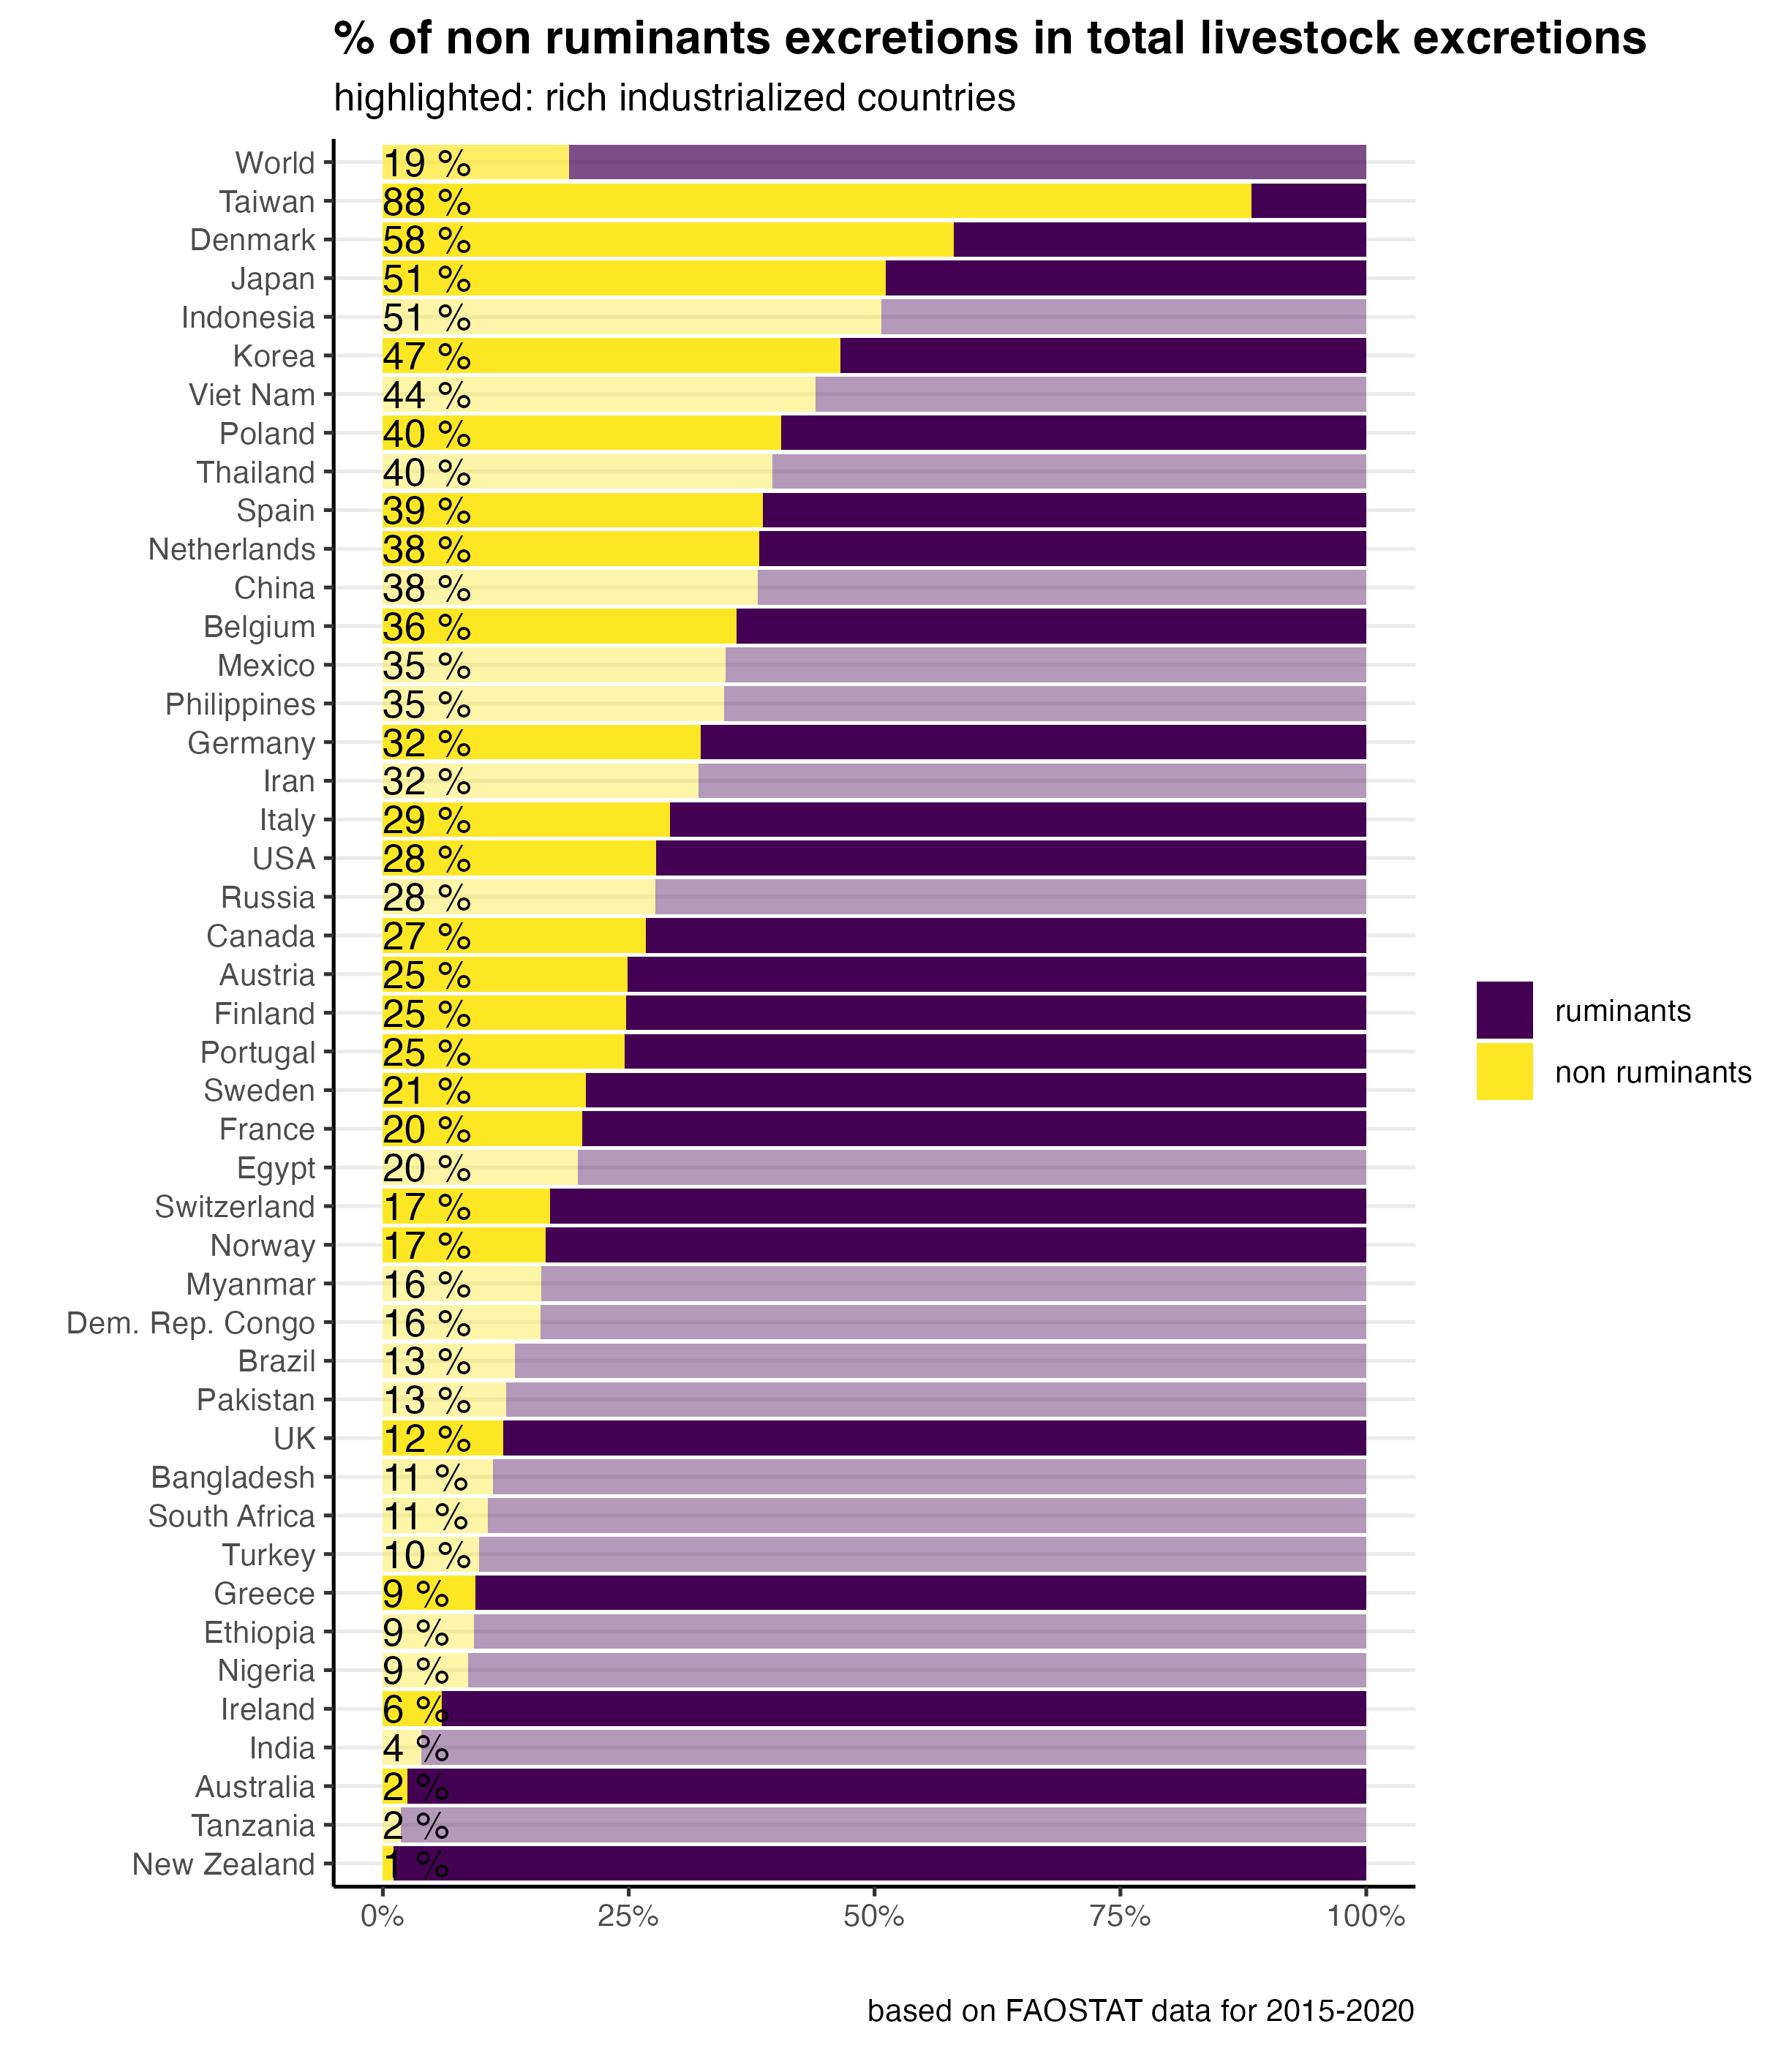 % of non ruminants excretions in total livestock excretions
highlighted: rich industrialized countries
World 19 %
Taiwan 88 %
Denmark 58 %
Japan 51 %
Indonesia 51 %
Korea 47 %
Viet Nam 44 %
Poland 40 %
Thailand 40 %
Spain 39 %
Netherlands 38 %
China 38 %
Belgium 36 %
Mexico 35 %
Philippines 35 %
Germany 32 %
Iran 32 %
Italy 29 %
USA 28 %
Russia 28 %
Canada 27 %
Austria 25 %
Finland 25 %
Portugal 25 %
Sweden 21 %
France 20 %
Egypt 20 %
Switzerland 17 %
Norway 17 %
Myanmar 16 %
Dem. Rep. Congo 16 %
Brazil 13 %
Pakistan 13 %
UK 12 %
Bangladesh 11 %
South Africa 11 %
Turkey 10 %
Greece 9 %
Ethiopia 9 %
Nigeria 9 %
Ireland 6 %
India 4 %
Australia 2 %
Tanzania 2 %
New Zealand 1 %
0% 25% 50% 75% 100%
ruminants
non ruminants
based on FAOSTAT data for 2015-2020